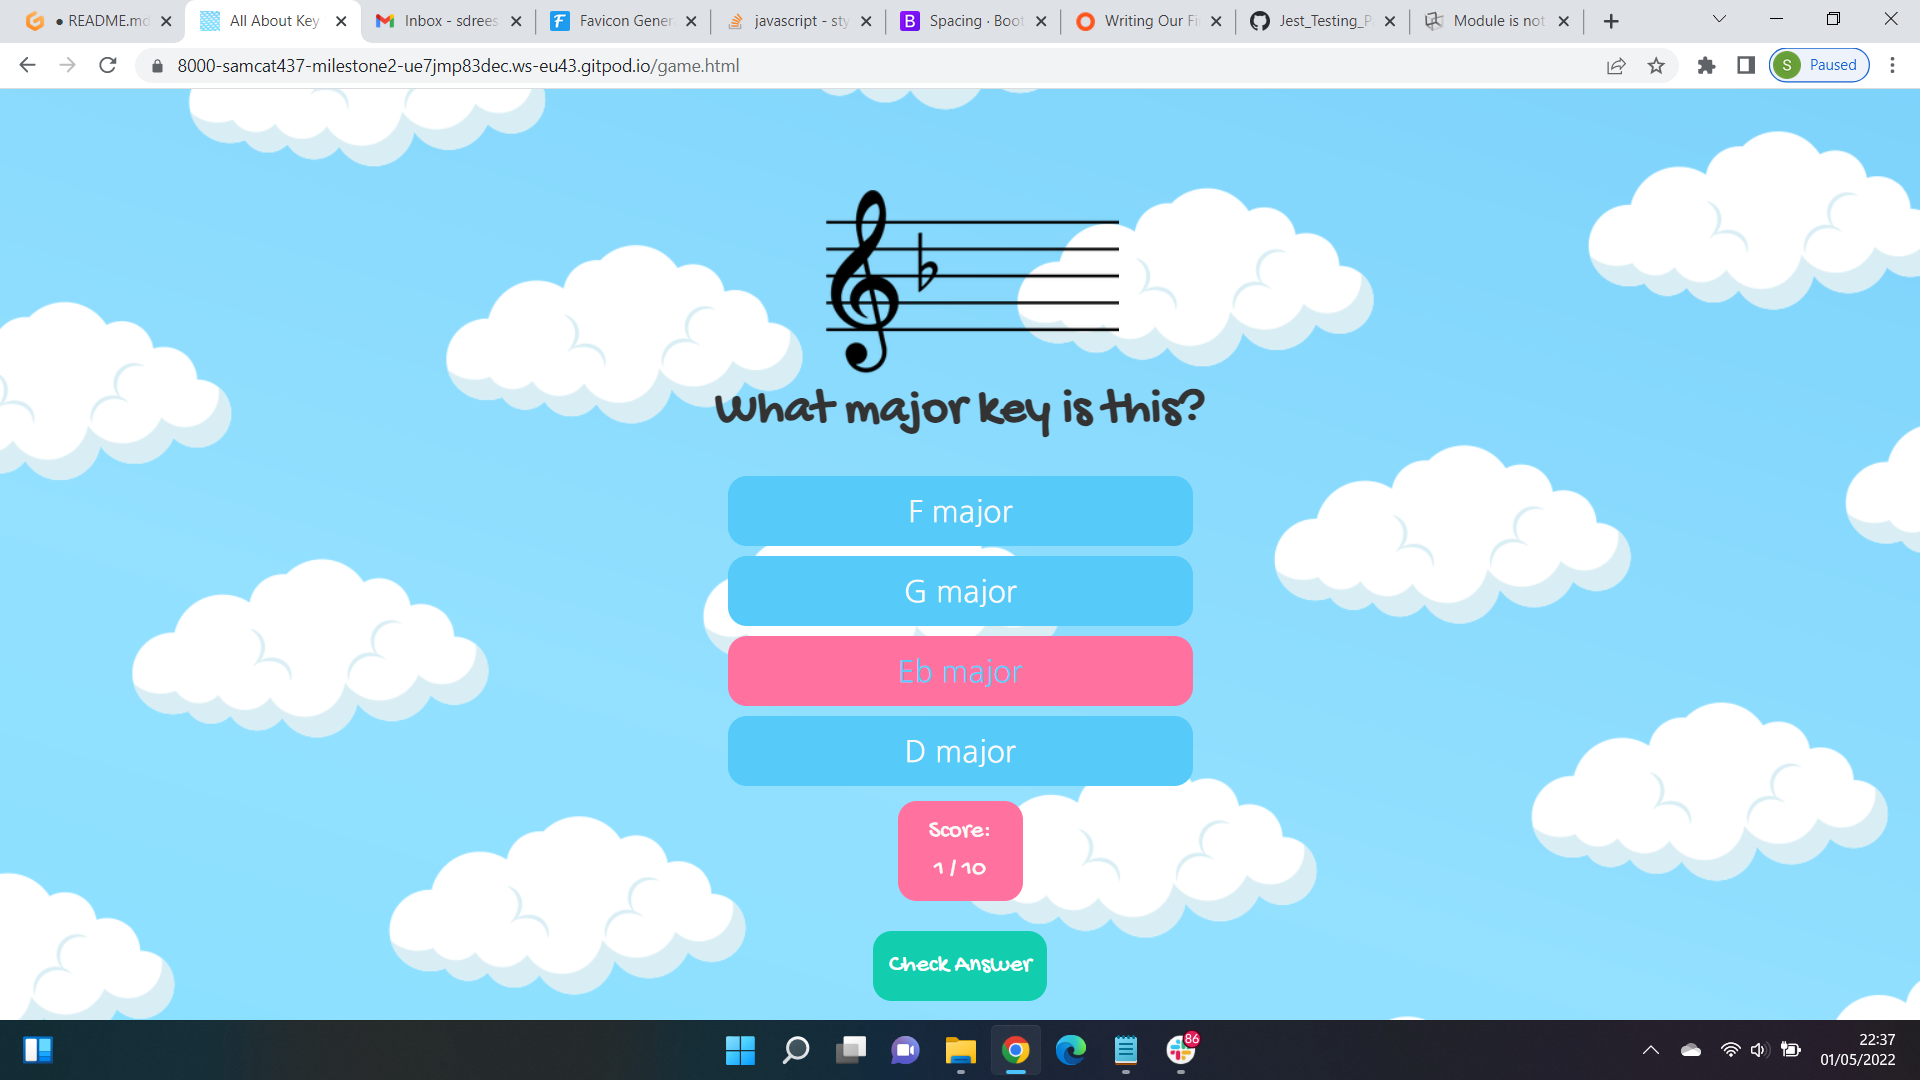 README.md
All About Key
Inbox - sdrees
Favicon Gener
javascript - sty
Spacing · Boot
Writing Our Fi
Jest_Testing_P
Module is not
8000-samcat437-milestone2-ue7jmp83dec.ws-eu43.gitpod.io/game.html
S Paused
What major key is this?
F major
G major
Eb major
D major
Score:
1 / 10
Check Answer
86
22:37
01/05/2022